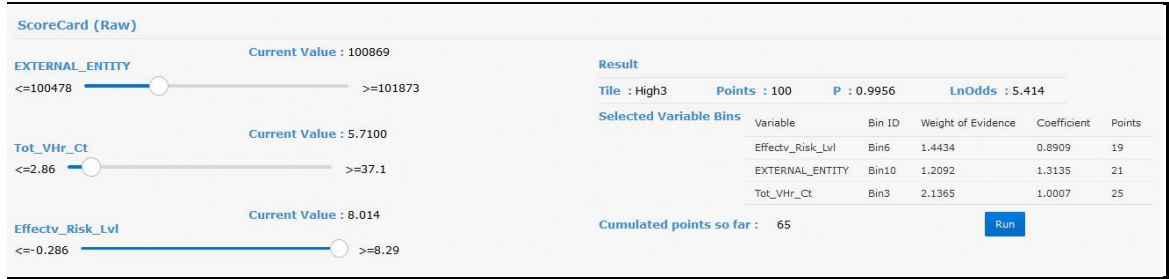 ScoreCard (Raw)
Current Value : 100869
EXTERNAL_ENTITY
<=100478 >=101873
Current Value : 5.7100
Tot_VHr_Ct
<=2.86 >=37.1
Current Value : 8.014
Effectv_Risk_Lvl
<=-0.286 >=8.29
Result
Tile : High3 Points : 100 P : 0.9956 LnOdds : 5.414
Selected Variable Bins
Variable Bin ID Weight of Evidence Coefficient Points
Effectv_Risk_Lvl Bin6 1.4434 0.8909 19
EXTERNAL_ENTITY Bin10 1.2092 1.3135 21
Tot_VHr_Ct Bin3 2.1365 1.0007 25
Cumulated points so far : 65 Run